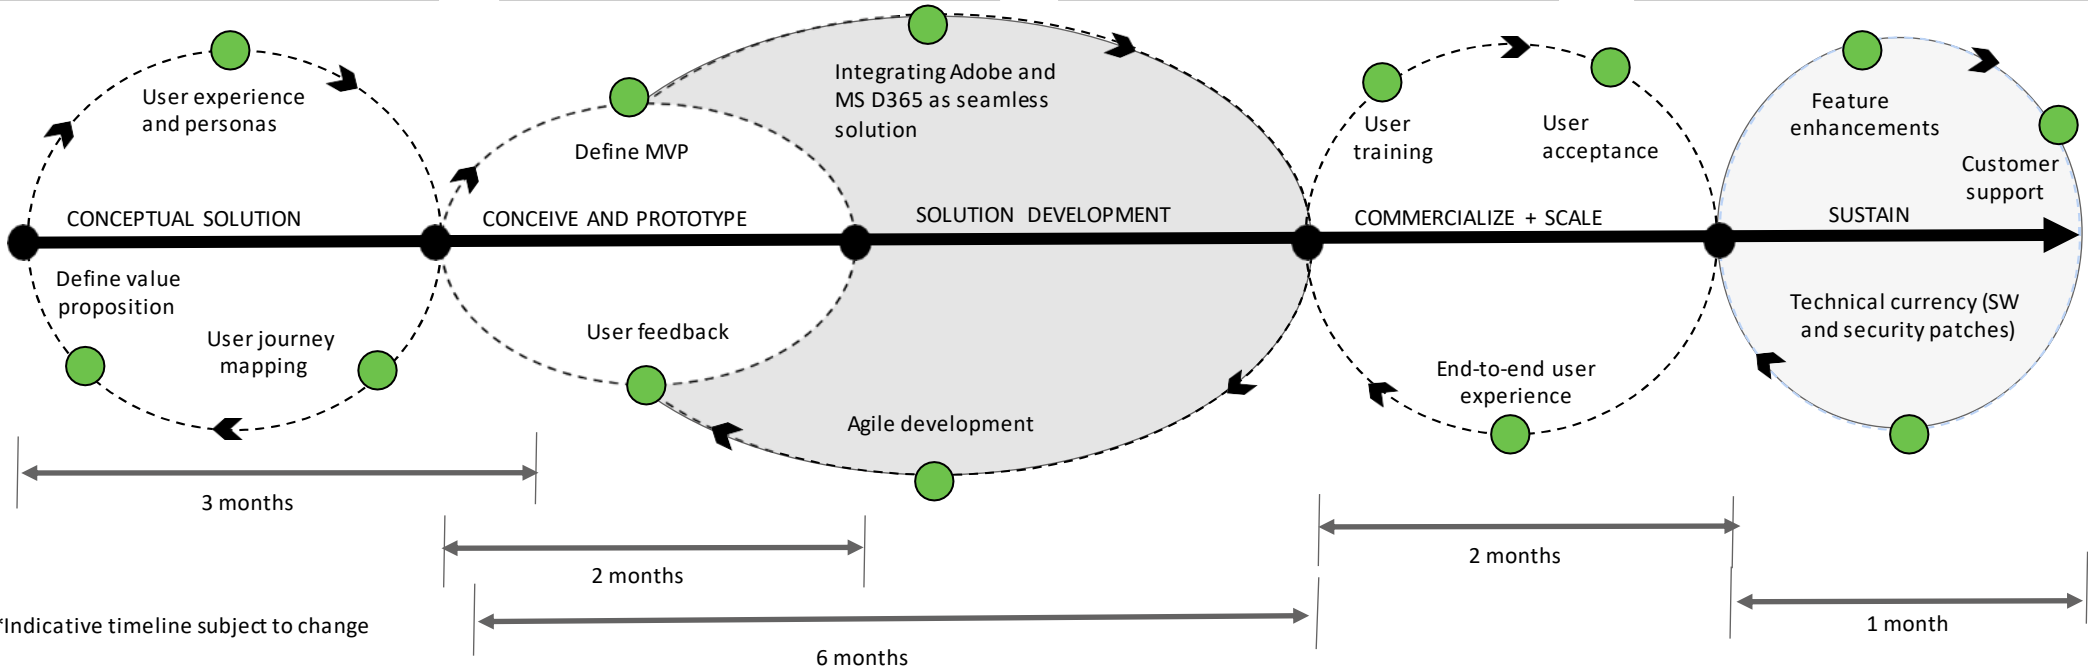 User experience
and personas
CONCEPTUAL SOLUTION
Define value
proposition
User journey
mapping
Define MVP
CONCEIVE AND PROTOTYPE
User feedback
Integrating Adobe and
MS D365 as seamless
solution
SOLUTION DEVELOPMENT
Agile development
User
training
User
acceptance
COMMERCIALIZE + SCALE
End-to-end user
experience
Feature
enhancements
Customer
support
SUSTAIN
Technical currency (SW
and security patches)
3 months
2 months
6 months
2 months
1 month
*Indicative timeline subject to change